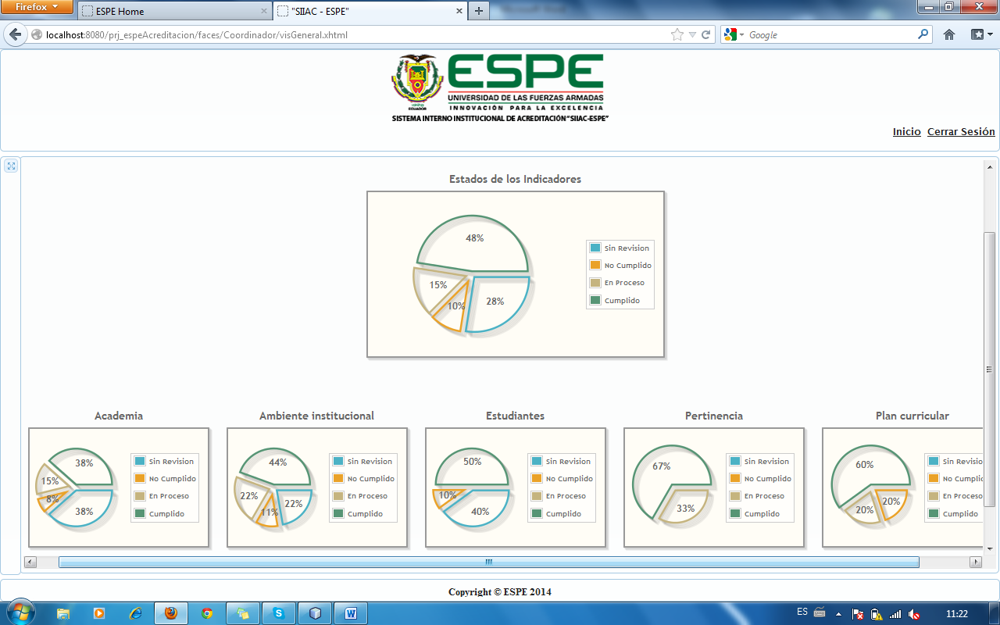 Firefox
ESPE Home
"SIIAC - ESPE"
localhost:8080/prj_espeAcreditacion/faces/Coordinador/visGeneral.xhtml
Google
ESPE
UNIVERSIDAD DE LAS FUERZAS ARMADAS
INNOVACIÓN PARA LA EXCELENCIA
ECUADOR
SISTEMA INTERNO INSTITUCIONAL DE ACREDITACIÓN "SIIAC-ESPE"
Inicio Cerrar Sesión
Estados de los Indicadores
48%
15%
10%
28%
Sin Revision
No Cumplido
En Proceso
Cumplido
Academia
38%
15%
8%
38%
Sin Revision
No Cumplido
En Proceso
Cumplido
Ambiente institucional
44%
22%
11%
22%
Sin Revision
No Cumplido
En Proceso
Cumplido
Estudiantes
50%
10%
40%
Sin Revision
No Cumplido
En Proceso
Cumplido
Pertinencia
67%
33%
Sin Revision
No Cumplido
En Proceso
Cumplido
Plan curricular
60%
20%
20%
Sin Revisio
No Cumplid
En Proceso
Cumplido
Copyright © ESPE 2014
ES
11:22